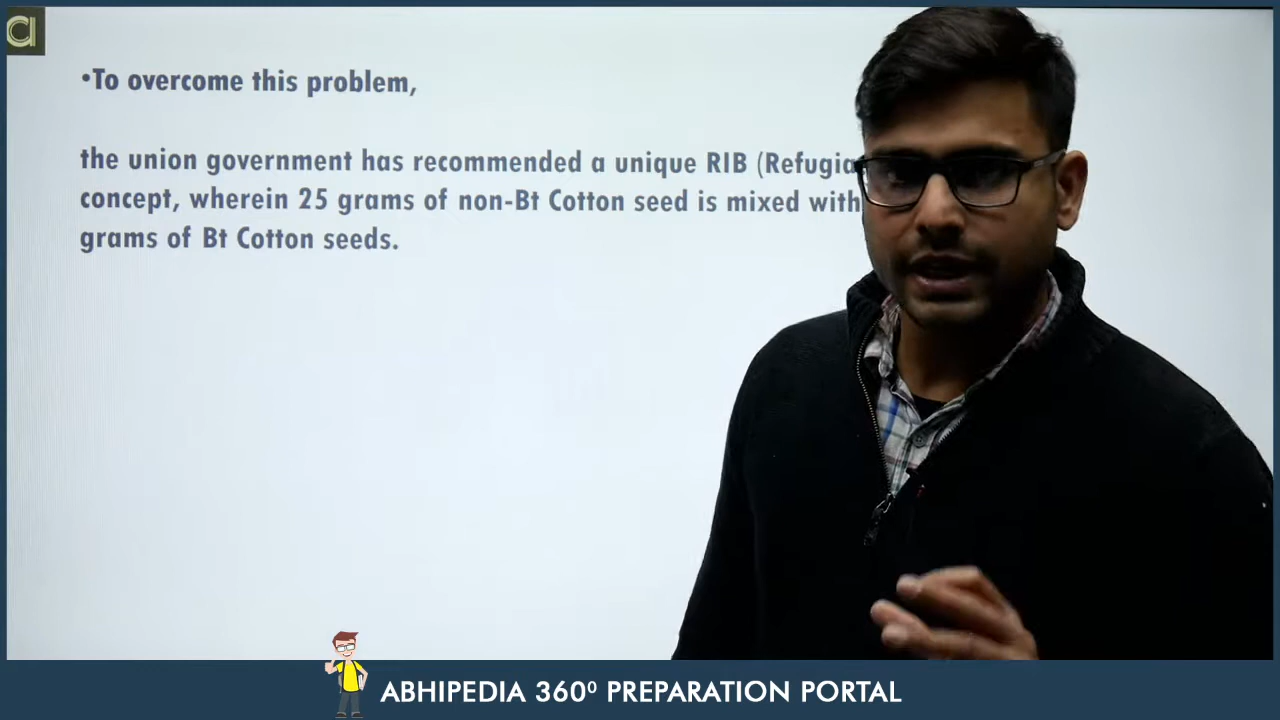 a
•To overcome this problem,
the union government has recommended a unique RIB (Refugia
concept, wherein 25 grams of non-Bt Cotton seed is mixed with
grams of Bt Cotton seeds.
ABHIPEDIA 360⁰ PREPARATION PORTAL